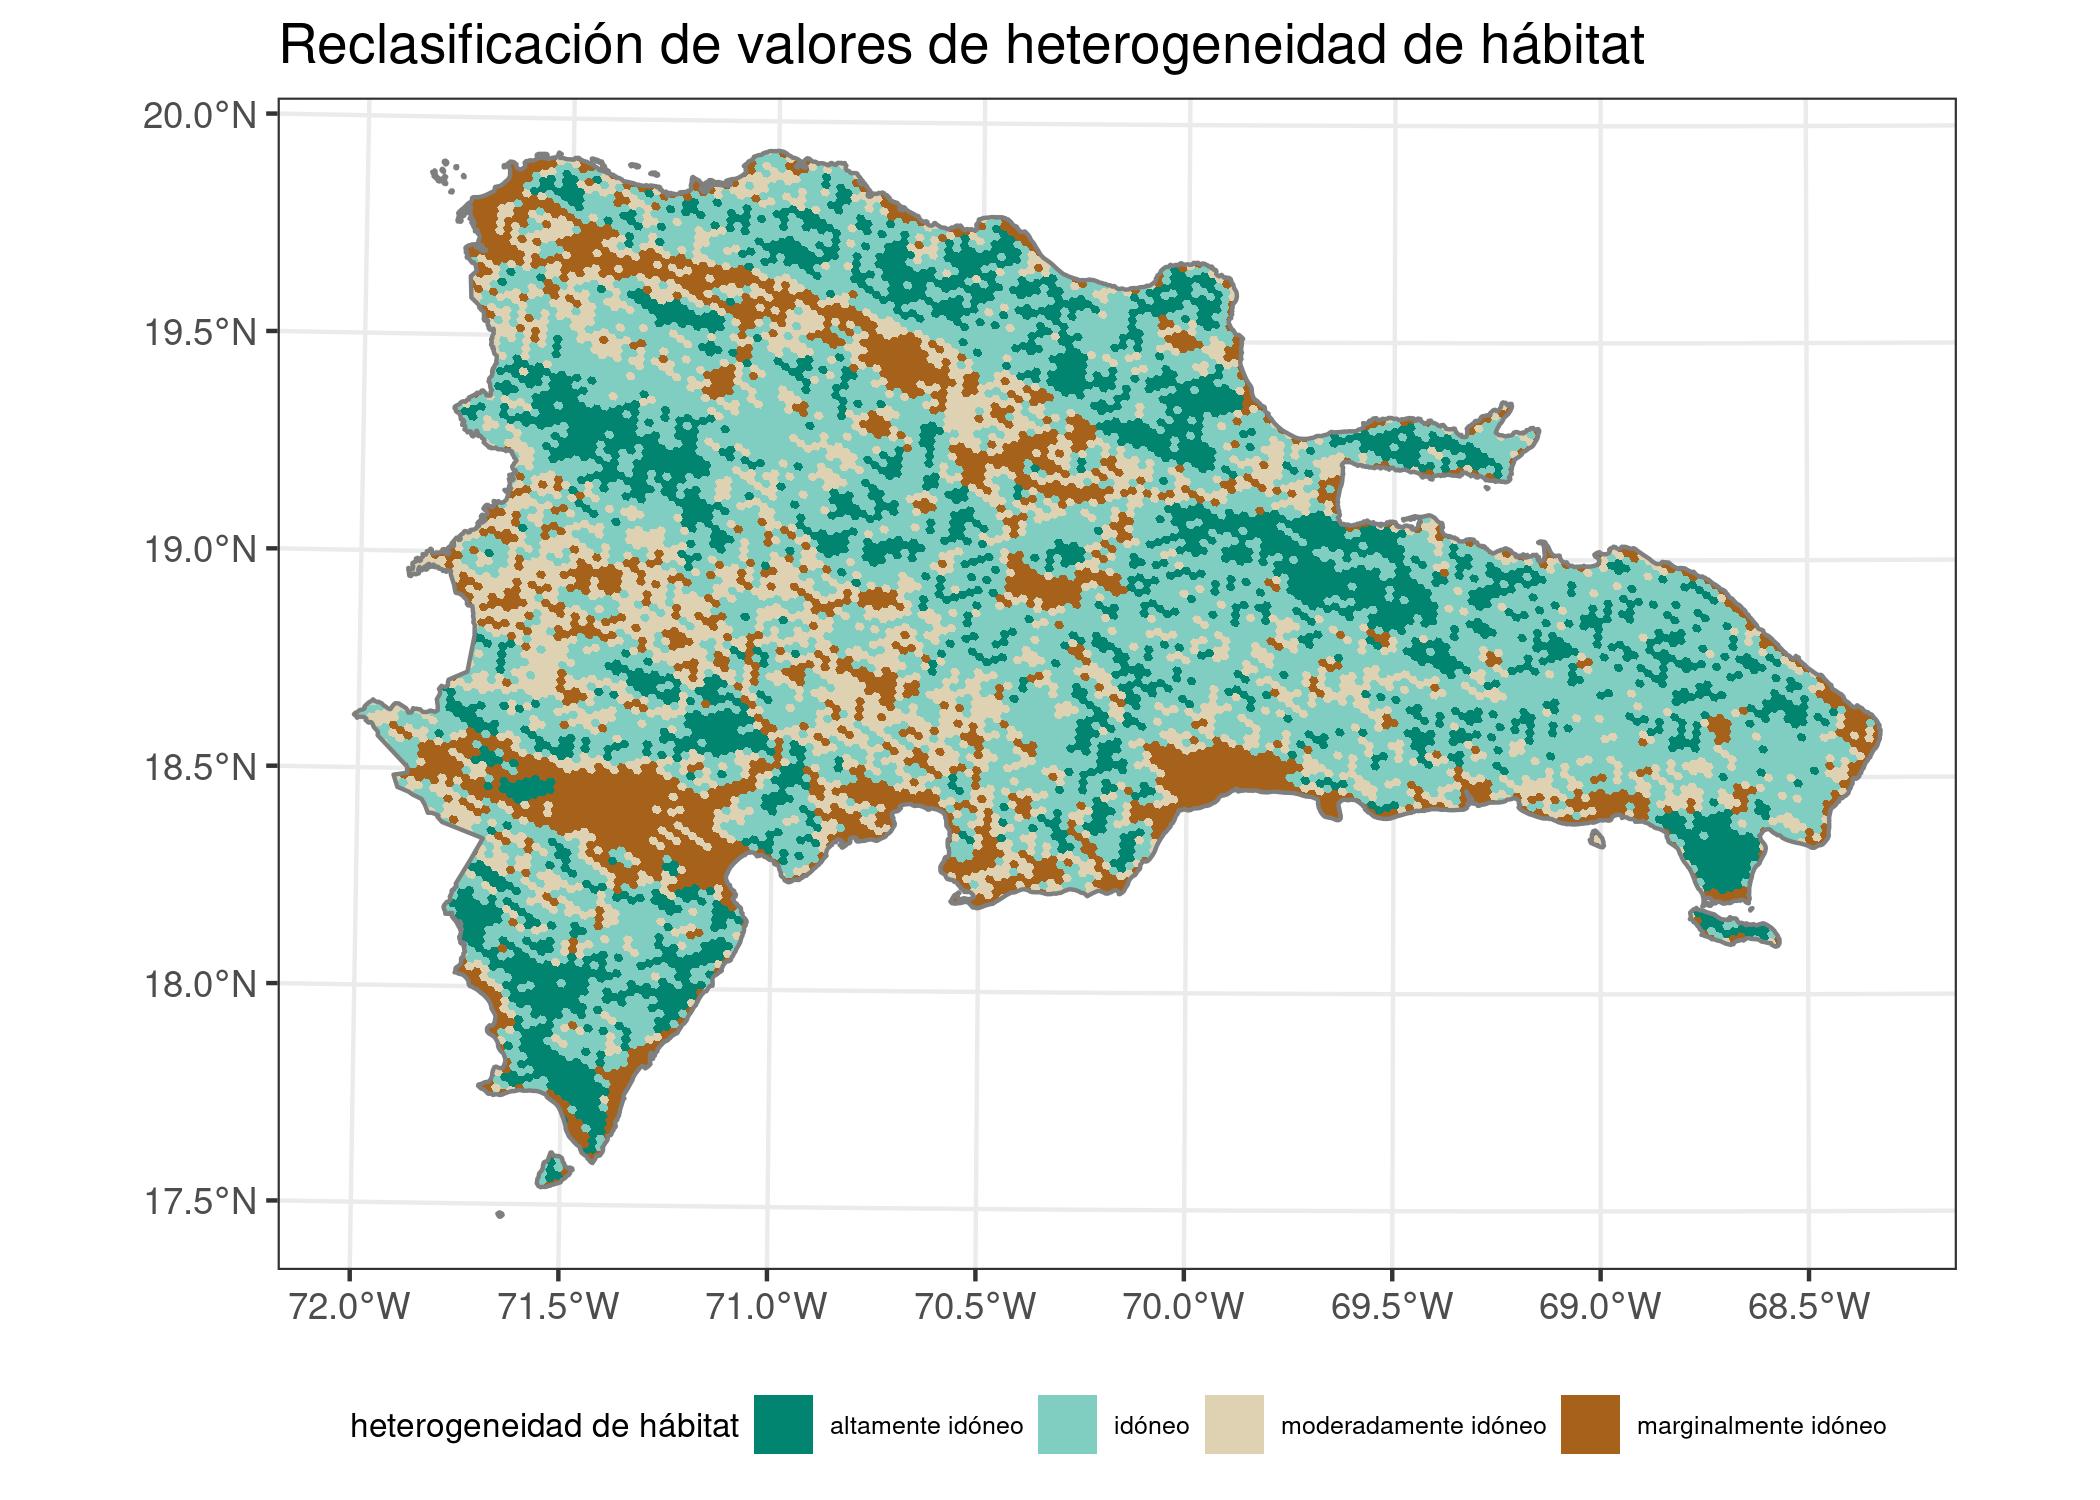 Reclasificación de valores de heterogeneidad de hábitat
20.0°N
19.5°N
19.0°N
18.5°N
18.0°N
17.5°N
72.0°W 71.5°W 71.0°W 70.5°W 70.0°W 69.5°W 69.0°W 68.5°W
heterogeneidad de hábitat altamente idóneo idóneo moderadamente idóneo marginalmente idóneo